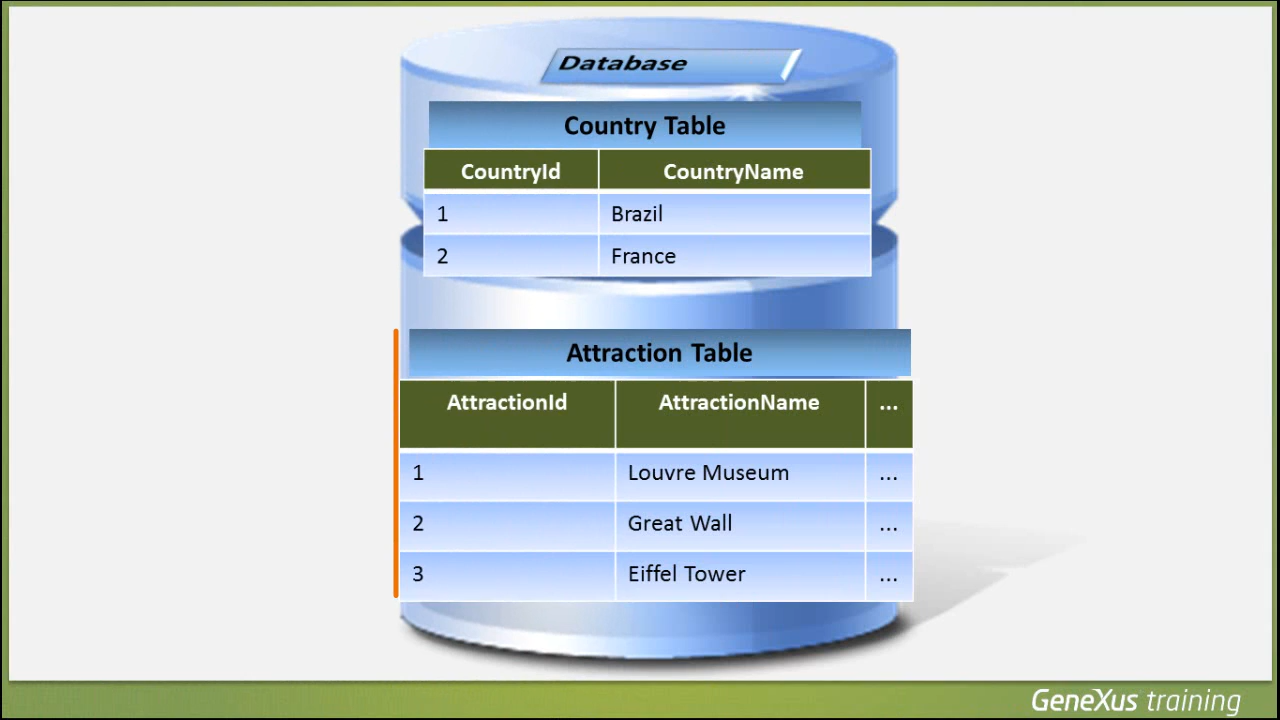 Database
Country Table
CountryId CountryName
1 Brazil
2 France
Attraction Table
AttractionId AttractionName ...
1 Louvre Museum ...
2 Great Wall ...
3 Eiffel Tower ...
GeneXus training